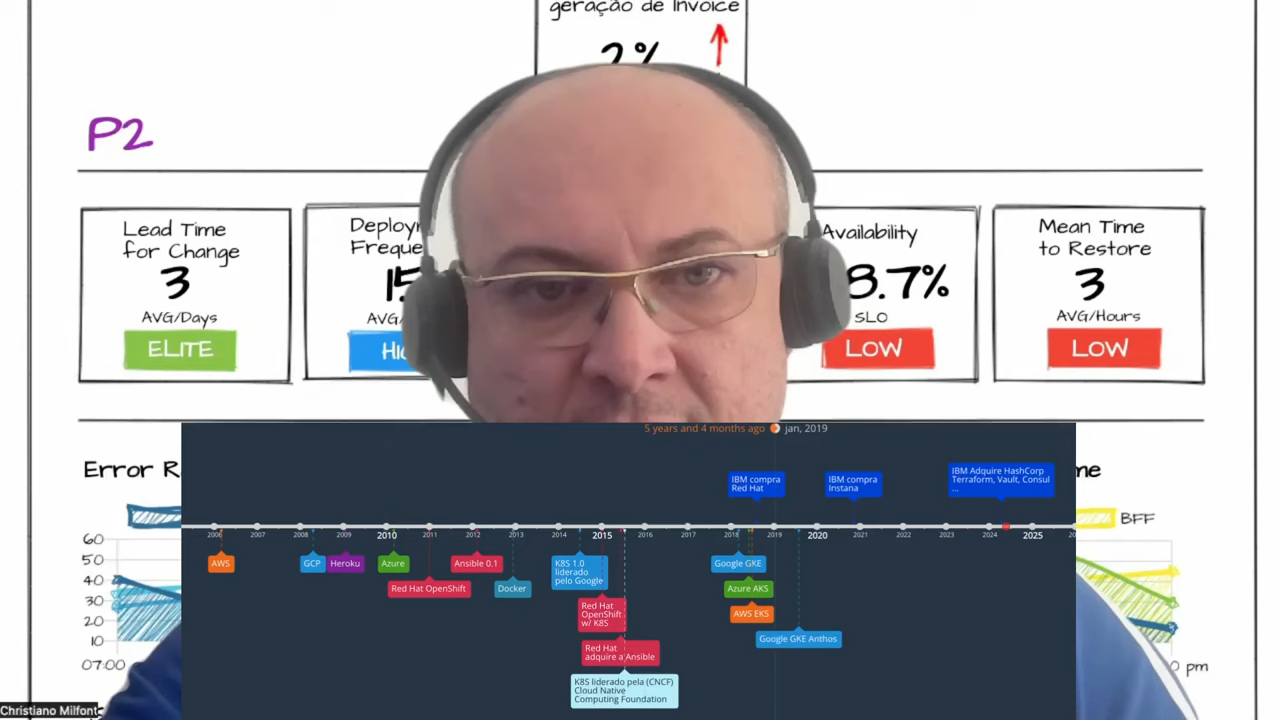 geração de Invoice
2%
P2
Lead Time
for Change
3
AVG/Days
ELITE
15
AVG/
Availability
8.7%
SLO
LOW
Mean Time
to Restore
3
AVG/Hours
LOW
5 years and 4 months ago
jan, 2019
Error R
IBM compra
Red Hat
IBM compra
Instana
IBM Adquire HashCorp
Terraform, Vault, Consul
...
BFF
60
50
40
30
20
10
07:00
pm
2006
2007
2008
2009
2010
2011
2012
2013
2014
2015
2016
2017
2018
2019
2020
2021
2022
2023
2024
2025
AWS
GCP
Heroku
Azure
Ansible 0.1
K8S 1.0
liderado
pelo Google
Google GKE
Red Hat OpenShift
Docker
Azure AKS
Red Hat
OpenShift
w/ K8S
AWS EKS
Google GKE Anthos
Red Hat
adquire a Ansible
K8S liderado pela (CNCF)
Cloud Native
Computing Foundation
Christiano Milfont